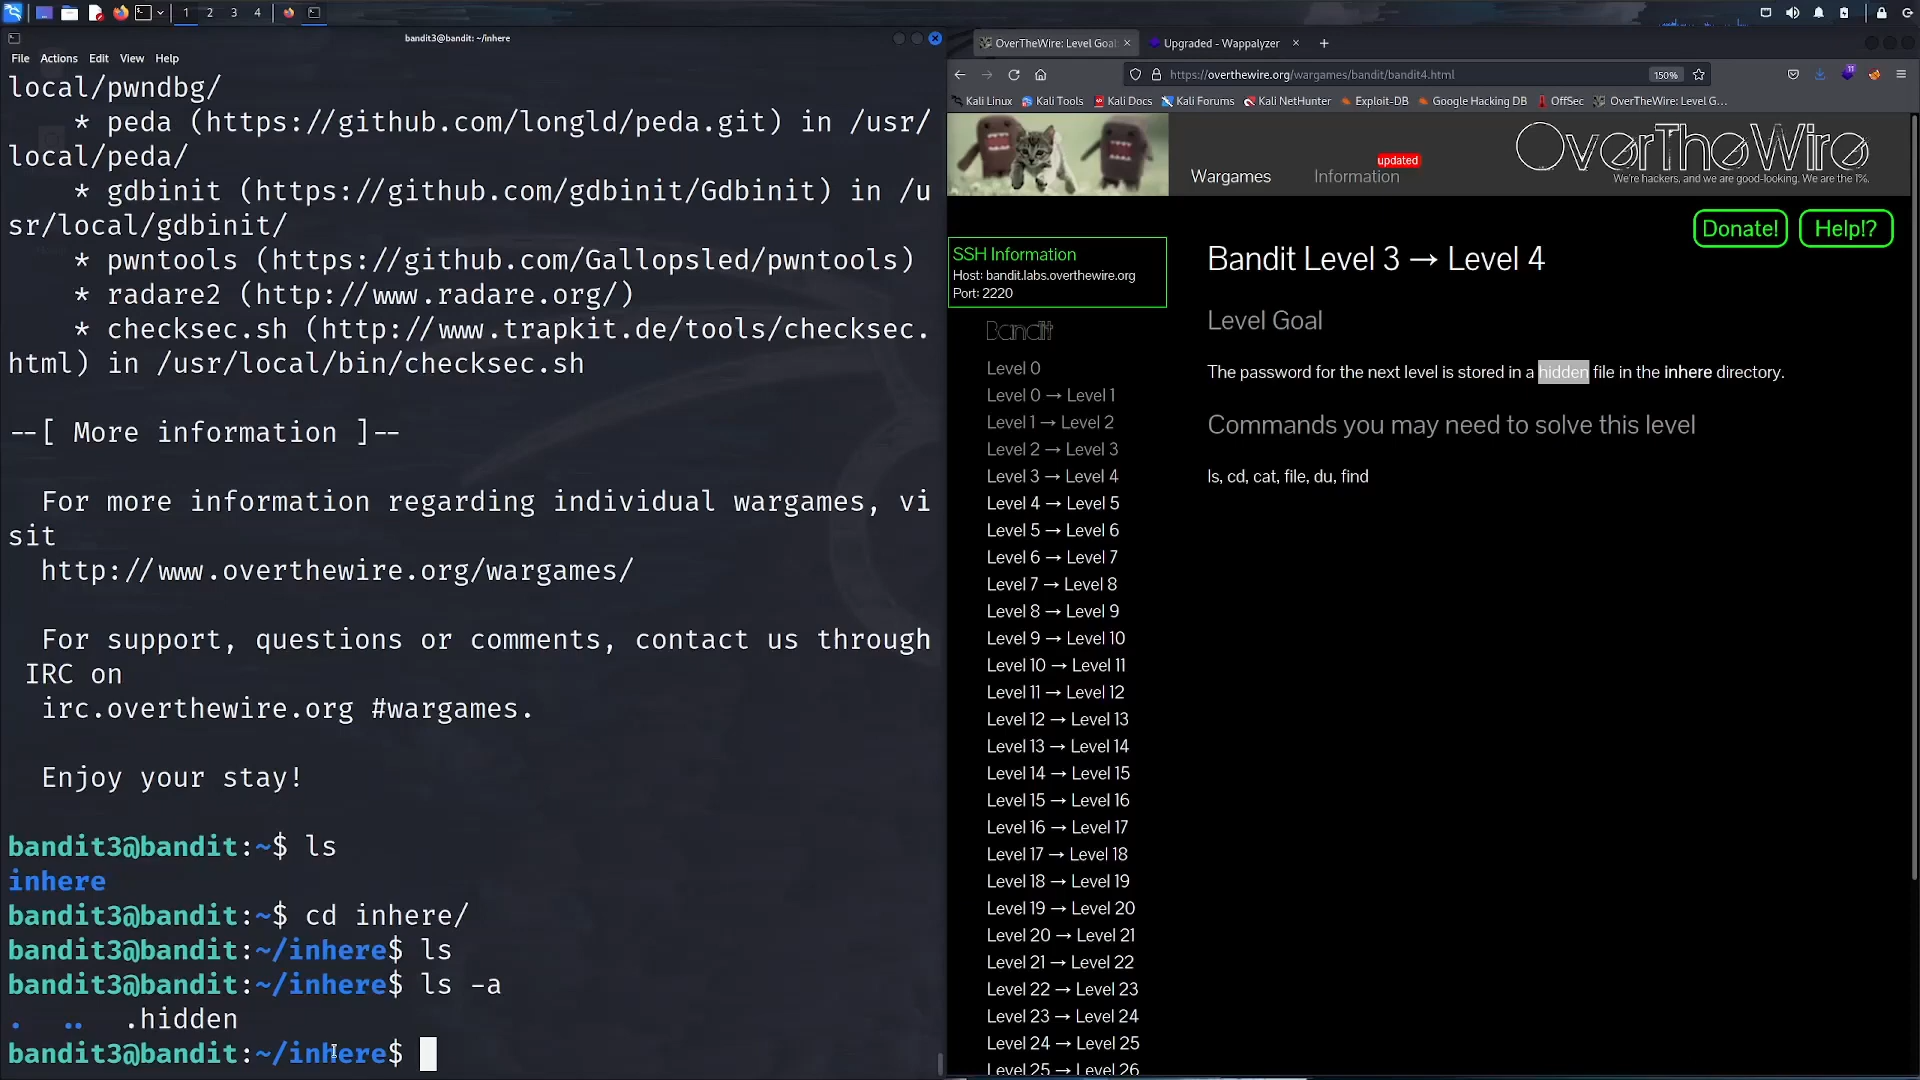 1 2 3 4
bandit3@bandit: ~/inhere
File Actions Edit View Help
local/pwndbg/
* peda (https://github.com/longld/peda.git) in /usr/
local/peda/
* gdbinit (https://github.com/gdbinit/Gdbinit) in /u
sr/local/gdbinit/
* pwntools (https://github.com/Gallopsled/pwntools)
* radare2 (http://www.radare.org/)
* checksec.sh (http://www.trapkit.de/tools/checksec.
html) in /usr/local/bin/checksec.sh
--[ More information ]--
For more information regarding individual wargames, vi
sit
http://www.overthewire.org/wargames/
For support, questions or comments, contact us through
IRC on
irc.overthewire.org #wargames.
Enjoy your stay!
bandit3@bandit:~$ ls
inhere
bandit3@bandit:~$ cd inhere/
bandit3@bandit:~/inhere$ ls
bandit3@bandit:~/inhere$ ls -a
. .. .hidden
bandit3@bandit:~/inhere$
OverTheWire: Level Goal
Upgraded - Wappalyzer
https://overthewire.org/wargames/bandit/bandit4.html
150%
Kali Linux Kali Tools Kali Docs Kali Forums Kali NetHunter Exploit-DB Google Hacking DB OffSec OverTheWire: Level G...
Wargames
updated
Information
OverTheWire
We're hackers, and we are good-looking. We are the 1%.
Donate! Help!?
SSH Information
Host: bandit.labs.overthewire.org
Port: 2220
Bandit
Level 0
Level 0 → Level 1
Level 1 → Level 2
Level 2 → Level 3
Level 3 → Level 4
Level 4 → Level 5
Level 5 → Level 6
Level 6 → Level 7
Level 7 → Level 8
Level 8 → Level 9
Level 9 → Level 10
Level 10 → Level 11
Level 11 → Level 12
Level 12 → Level 13
Level 13 → Level 14
Level 14 → Level 15
Level 15 → Level 16
Level 16 → Level 17
Level 17 → Level 18
Level 18 → Level 19
Level 19 → Level 20
Level 20 → Level 21
Level 21 → Level 22
Level 22 → Level 23
Level 23 → Level 24
Level 24 → Level 25
Level 25 → Level 26
Bandit Level 3 → Level 4
Level Goal
The password for the next level is stored in a hidden file in the inhere directory.
Commands you may need to solve this level
ls, cd, cat, file, du, find